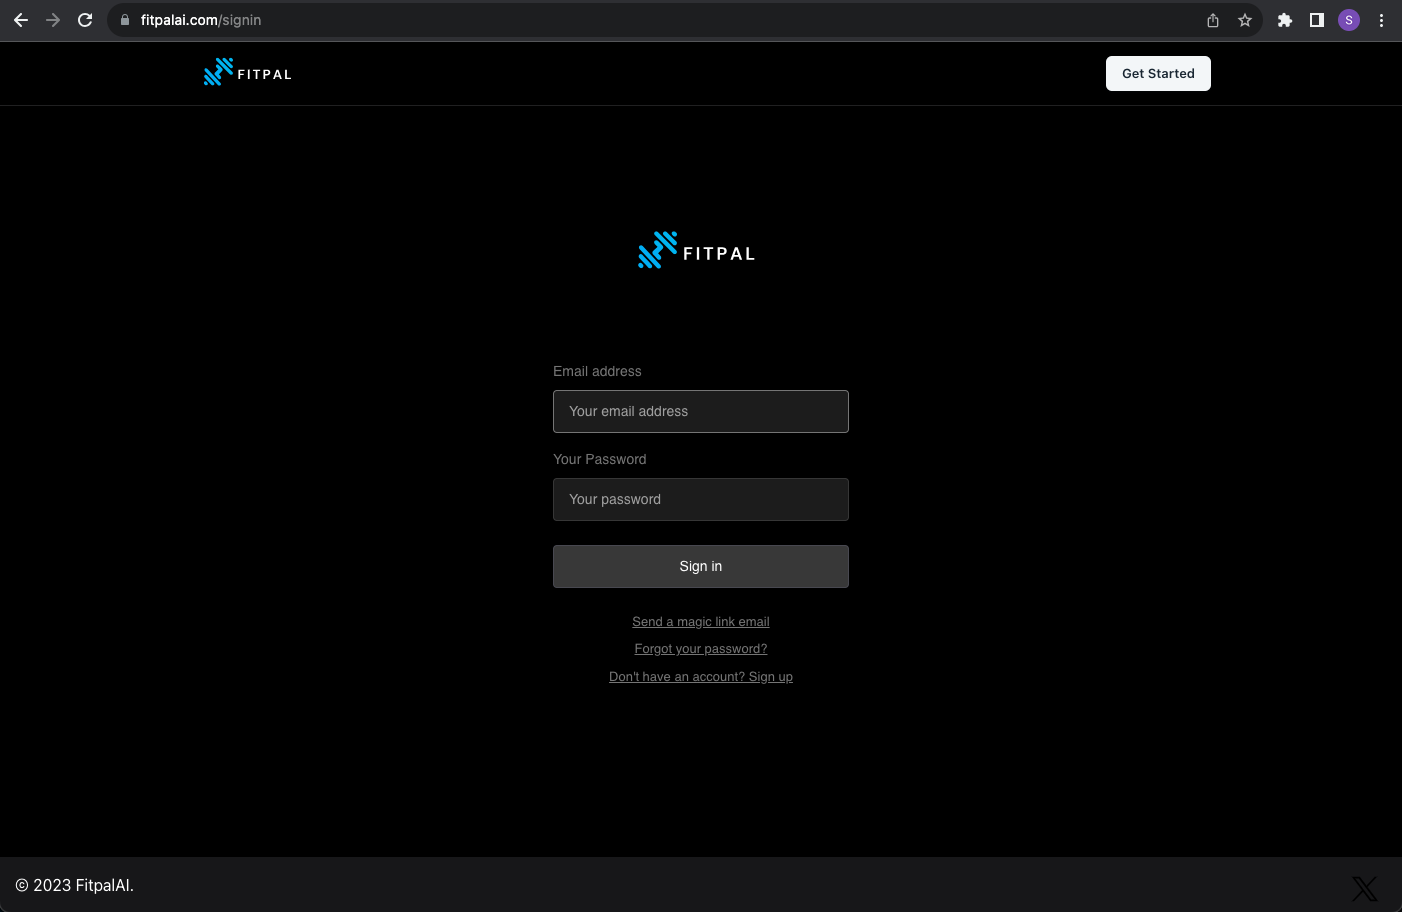 fitpalai.com/signin
S
FITPAL
Get Started
FITPAL
Email address
Your email address
Your Password
Your password
Sign in
Send a magic link email
Forgot your password?
Don't have an account? Sign up
© 2023 FitpalAI.